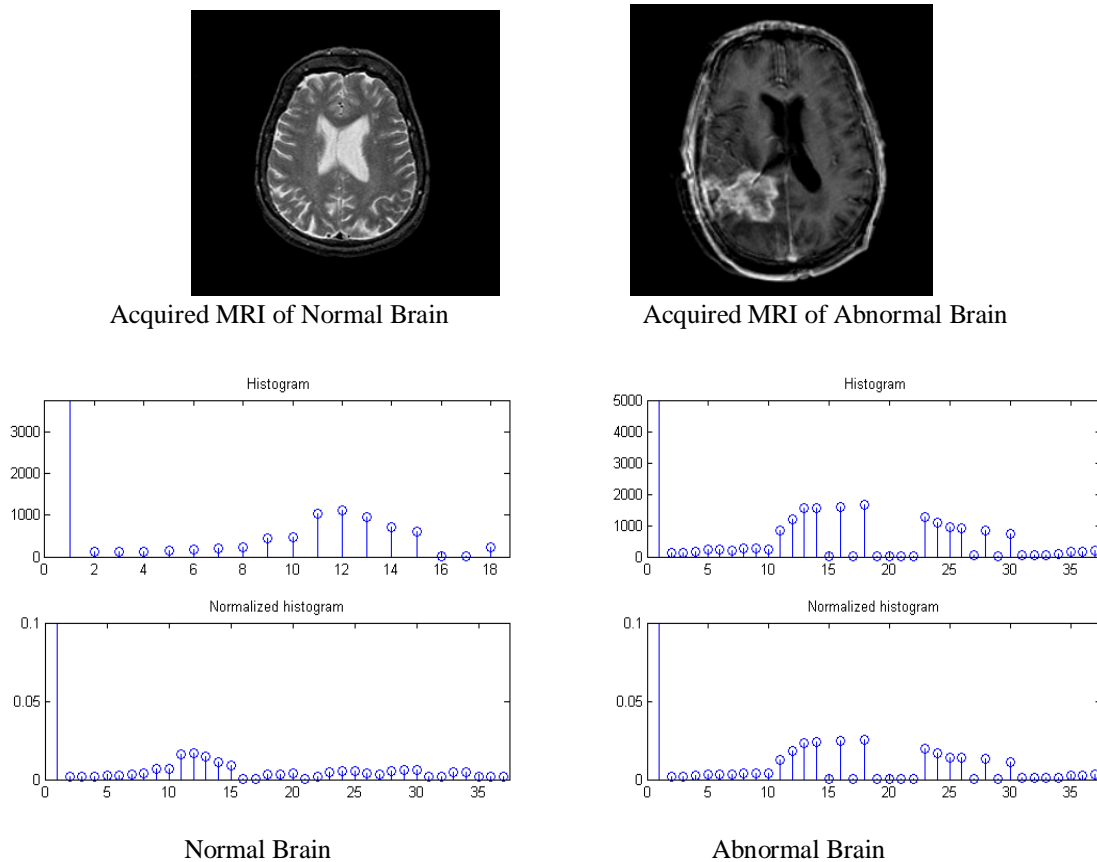 Acquired MRI of Normal Brain
Acquired MRI of Abnormal Brain
Histogram
3000
2000
1000
0
0 2 4 6 8 10 12 14 16 18
Histogram
5000
4000
3000
2000
1000
0
0 5 10 15 20 25 30 35
Normalized histogram
0.1
0.05
0
0 5 10 15 20 25 30 35
Normalized histogram
0.1
0.05
0
0 5 10 15 20 25 30 35
Normal Brain
Abnormal Brain